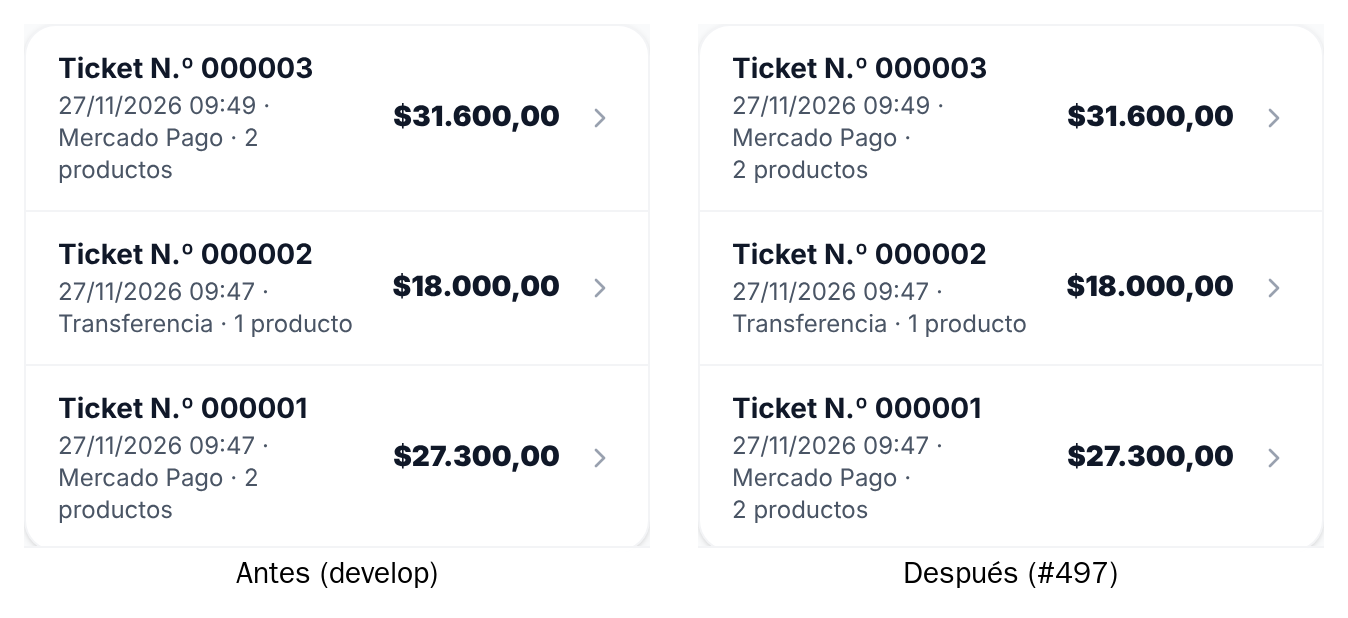 Ticket N.º 000003
27/11/2026 09:49 ·
Mercado Pago · 2
productos
$31.600,00
Ticket N.º 000002
27/11/2026 09:47 ·
Transferencia · 1 producto
$18.000,00
Ticket N.º 000001
27/11/2026 09:47 ·
Mercado Pago · 2
productos
$27.300,00
Antes (develop)
Ticket N.º 000003
27/11/2026 09:49 ·
Mercado Pago ·
2 productos
$31.600,00
Ticket N.º 000002
27/11/2026 09:47 ·
Transferencia · 1 producto
$18.000,00
Ticket N.º 000001
27/11/2026 09:47 ·
Mercado Pago ·
2 productos
$27.300,00
Después (#497)